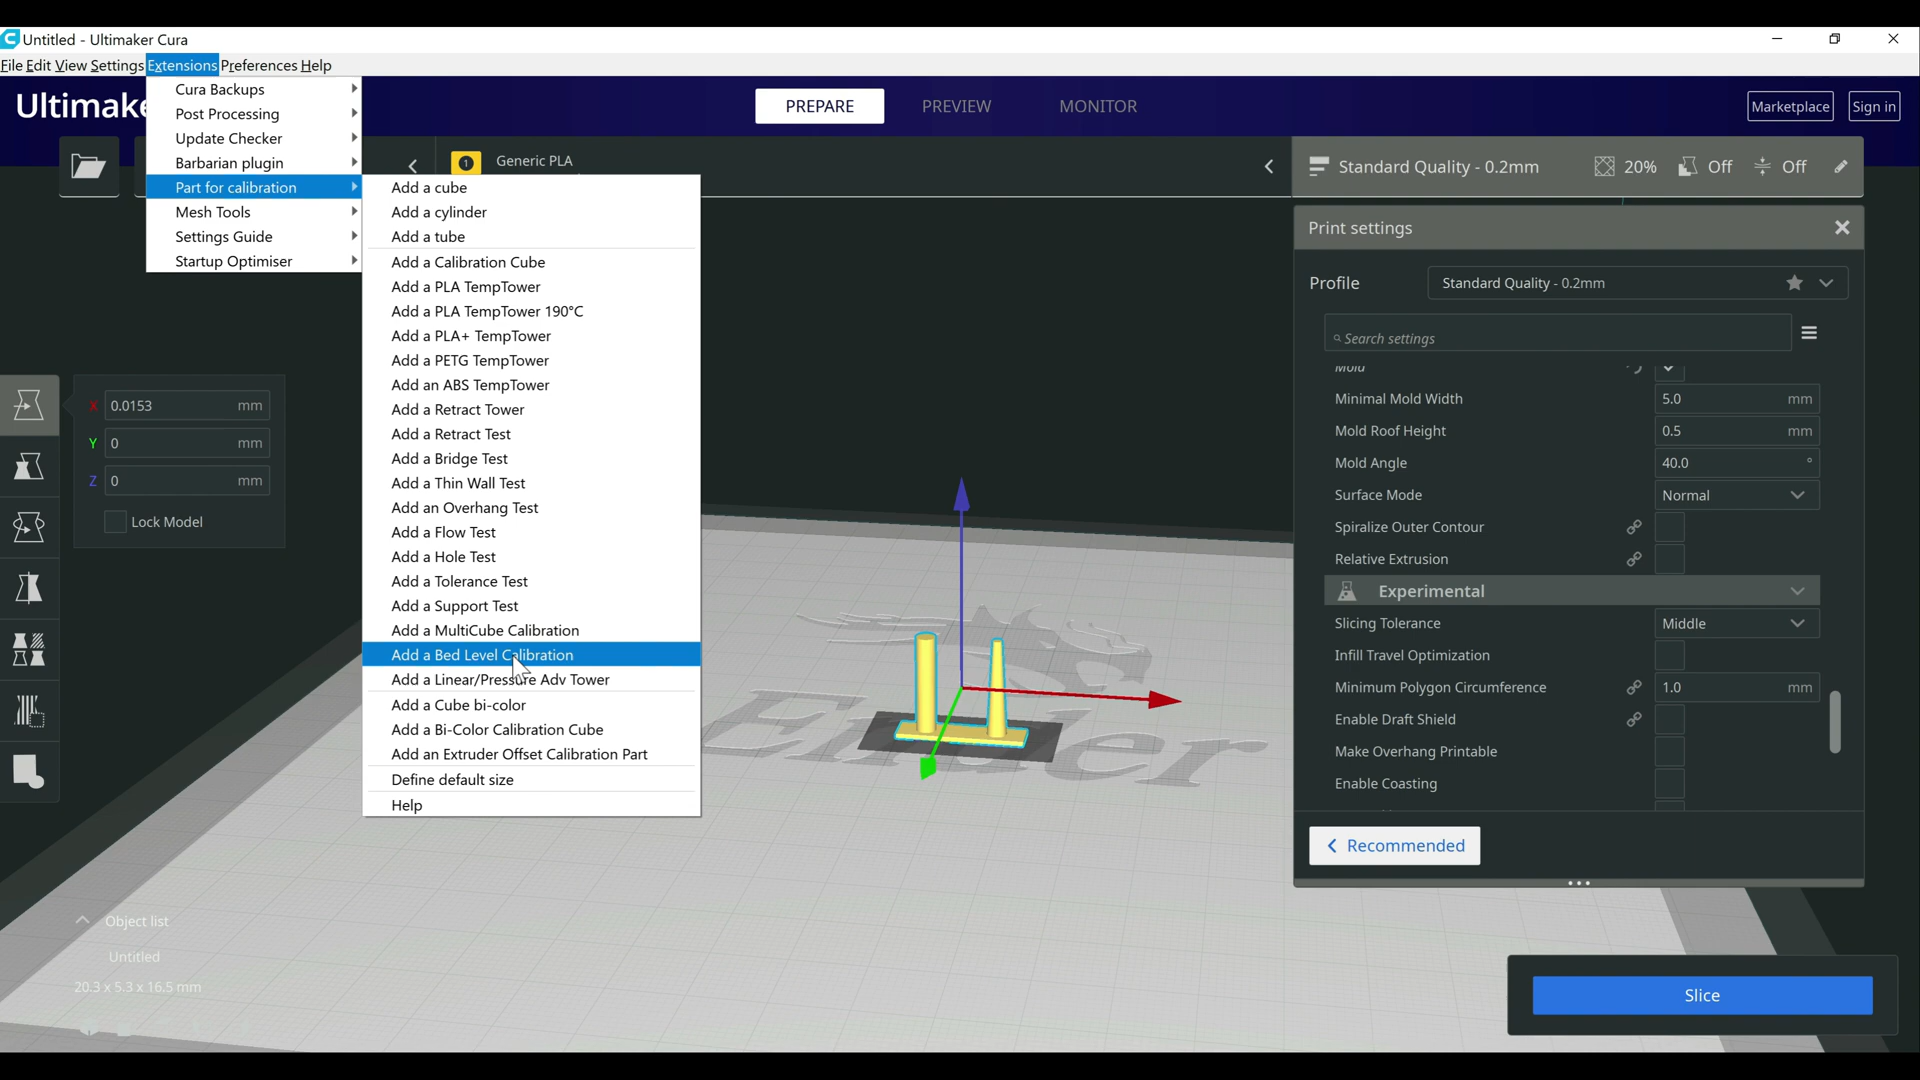 Untitled - Ultimaker Cura
File Edit View Settings Extensions Preferences Help
Ultimake
PREPARE
PREVIEW
MONITOR
Marketplace
Sign in
Cura Backups
Post Processing
Update Checker
Barbarian plugin
Part for calibration
Mesh Tools
Settings Guide
Startup Optimiser
1
Generic PLA
Add a cube
Add a cylinder
Add a tube
Add a Calibration Cube
Add a PLA TempTower
Add a PLA TempTower 190°C
Add a PLA+ TempTower
Add a PETG TempTower
Add an ABS TempTower
Add a Retract Tower
Add a Retract Test
Add a Bridge Test
Add a Thin Wall Test
Add an Overhang Test
Add a Flow Test
Add a Hole Test
Add a Tolerance Test
Add a Support Test
Add a MultiCube Calibration
Add a Bed Level Calibration
Add a Linear/Pressure Adv Tower
Add a Cube bi-color
Add a Bi-Color Calibration Cube
Add an Extruder Offset Calibration Part
Define default size
Help
X 0.0153 mm
Y 0 mm
Z 0 mm
Lock Model
Ender
Standard Quality - 0.2mm 20% Off Off
Print settings
Profile Standard Quality - 0.2mm
Search settings
Mold
Minimal Mold Width 5.0 mm
Mold Roof Height 0.5 mm
Mold Angle 40.0 °
Surface Mode Normal
Spiralize Outer Contour
Relative Extrusion
Experimental
Slicing Tolerance Middle
Infill Travel Optimization
Minimum Polygon Circumference 1.0 mm
Enable Draft Shield
Make Overhang Printable
Enable Coasting
Recommended
Object list
Untitled
20.3 x 5.3 x 16.5 mm
Slice